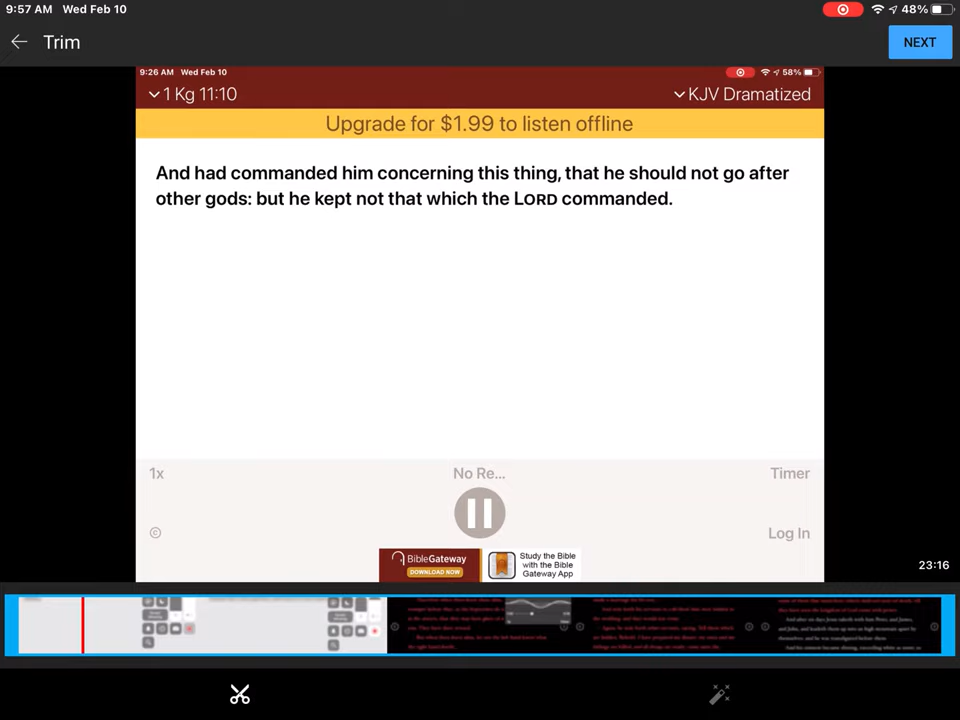 9:57 AM Wed Feb 10
48%
Trim
NEXT
9:26 AM Wed Feb 10
58%
1 Kg 11:10
KJV Dramatized
Upgrade for $1.99 to listen offline
And had commanded him concerning this thing, that he should not go after
other gods: but he kept not that which the LORD commanded.
1x
No Re...
Timer
©
Log In
BibleGateway
DOWNLOAD NOW
Study the Bible
with the Bible
Gateway App
23:16